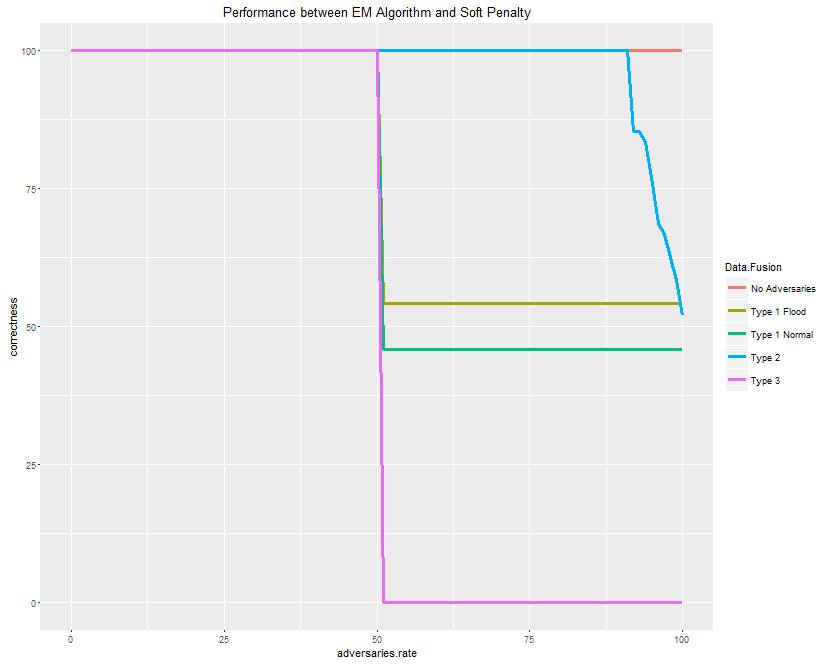 Performance between EM Algorithm and Soft Penalty
100
75
50
25
0
correctness
0
25
50
75
100
adversaries.rate
Data.Fusion
No Adversaries
Type 1 Flood
Type 1 Normal
Type 2
Type 3